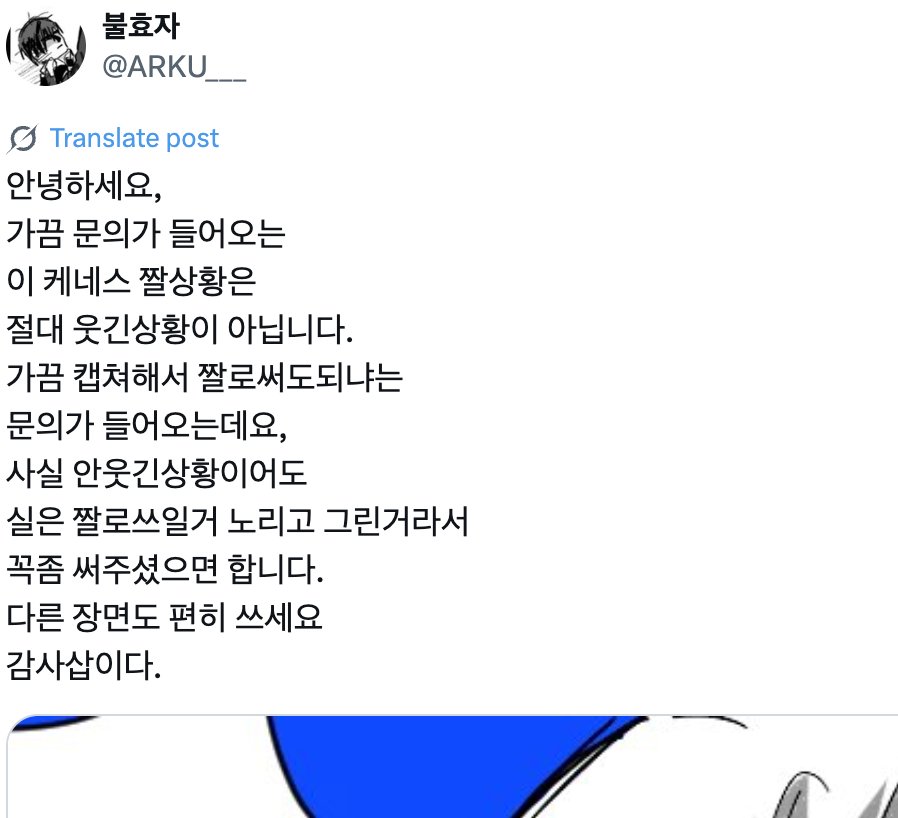 불효자
@ARKU___
Translate post
안녕하세요,
가끔 문의가 들어오는
이 케네스 짤상황은
절대 웃긴상황이 아닙니다.
가끔 캡쳐해서 짤로써도되냐는
문의가 들어오는데요,
사실 안웃긴상황이어도
실은 짤로쓰일거 노리고 그린거라서
꼭좀 써주셨으면 합니다.
다른 장면도 편히 쓰세요
감사삽이다.